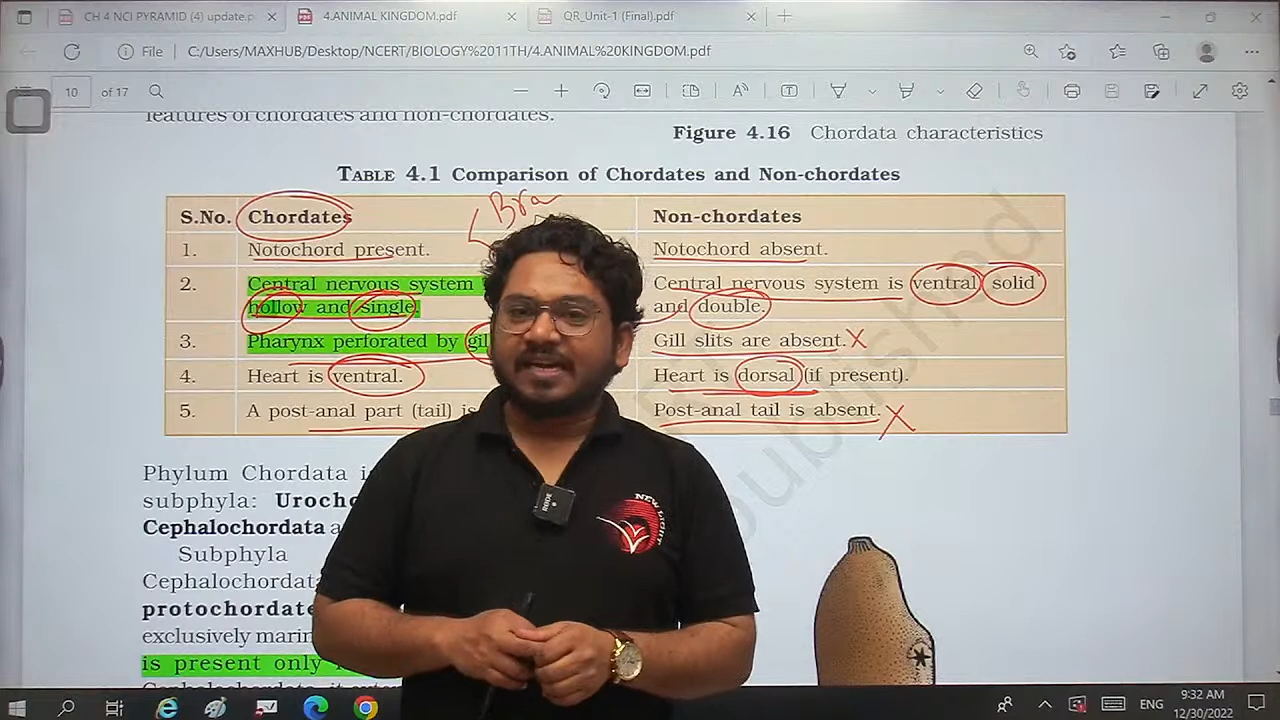 CH 4 NCI PYRAMID (4) update.p
4.ANIMAL KINGDOM.pdf
QR_Unit-1 (Final).pdf
File
C:/Users/MAXHUB/Desktop/NCERT/BIOLOGY%2011TH/4.ANIMAL%20KINGDOM.pdf
10 of 17
features of chordates and non-chordates.
Figure 4.16 Chordata characteristics
TABLE 4.1 Comparison of Chordates and Non-chordates
S.No. Chordates Non-chordates
Bra
1. Notochord present. Notochord absent.
2. Central nervous system Central nervous system is ventral, solid
hollow and single. and double.
3. Pharynx perforated by gil Gill slits are absent.
4. Heart is ventral. Heart is dorsal (if present).
5. A post-anal part (tail) is Post-anal tail is absent.
published
Phylum Chordata i
subphyla: Urocho
Cephalochordata a
Subphyla
Cephalochordat
protochordate
exclusively marin
is present only
NEW LIGHT
RODE
ENG
9:32 AM
12/30/2022